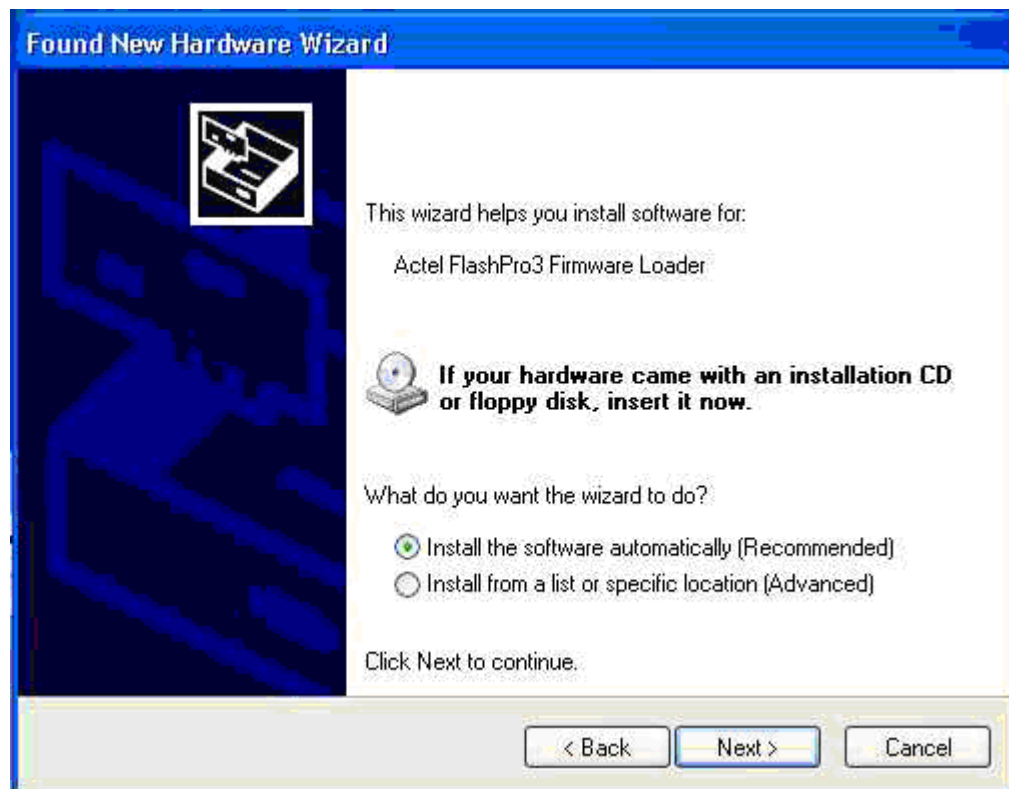 Found New Hardware Wizard
This wizard helps you install software for:
Actel FlashPro3 Firmware Loader
If your hardware came with an installation CD
or floppy disk, insert it now.
What do you want the wizard to do?
Install the software automatically (Recommended)
Install from a list or specific location (Advanced)
Click Next to continue.
< Back Next > Cancel